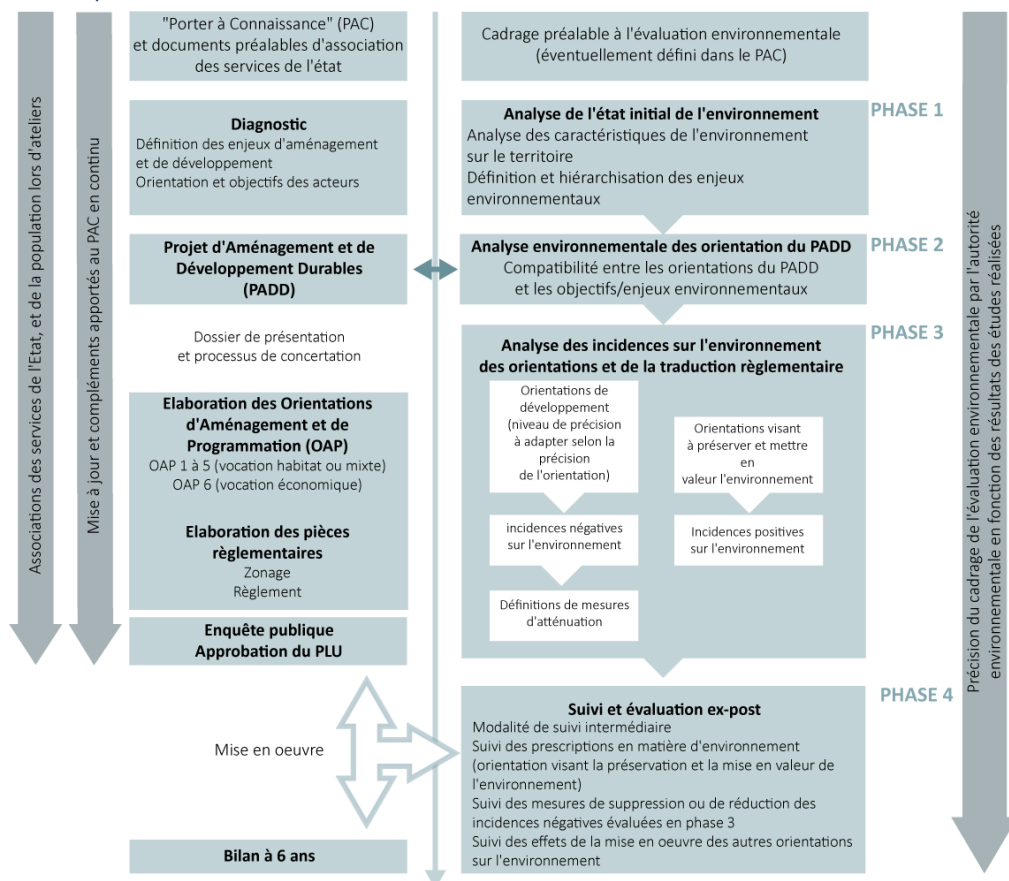 "Porter à Connaissance" (PAC)
et documents préalables d'association
des services de l'état
Cadrage préalable à l'évaluation environnementale
(éventuellement défini dans le PAC)
Associations des services de l'Etat, et de la population lors d'ateliers
Mise à jour et compléments apportés au PAC en continu
Diagnostic
Définition des enjeux d'aménagement
et de développement
Orientation et objectifs des acteurs
PHASE 1
Analyse de l'état initial de l'environnement
Analyse des caractéristiques de l'environnement
sur le territoire
Définition et hiérarchisation des enjeux
environnementaux
Projet d'Aménagement et de
Développement Durables
(PADD)
PHASE 2
Analyse environnementale des orientation du PADD
Compatibilité entre les orientations du PADD
et les objectifs/enjeux environnementaux
Dossier de présentation
et processus de concertation
PHASE 3
Analyse des incidences sur l'environnement
des orientations et de la traduction règlementaire
Orientations de
développement
(niveau de précision
à adapter selon la
précision
de l'orientation)
Orientations visant
à préserver et mettre
en
valeur l'environnement
incidences négatives
sur l'environnement
Incidences positives
sur l'environnement
Définitions de mesures
d'atténuation
Elaboration des Orientations
d'Aménagement et de
Programmation (OAP)
OAP 1 à 5 (vocation habitat ou mixte)
OAP 6 (vocation économique)
Elaboration des pièces
règlementaires
Zonage
Règlement
Enquête publique
Approbation du PLU
Mise en oeuvre
PHASE 4
Suivi et évaluation ex-post
Modalité de suivi intermédiaire
Suivi des prescriptions en matière d'environnement
(orientation visant la préservation et la mise en valeur de
l'environnement)
Suivi des mesures de suppression ou de réduction des
incidences négatives évaluées en phase 3
Suivi des effets de la mise en oeuvre des autres orientations
sur l'environnement
Bilan à 6 ans
Précision du cadrage de l'évaluation environnementale par l'autorité
environnementale en fonction des résultats des études réalisées